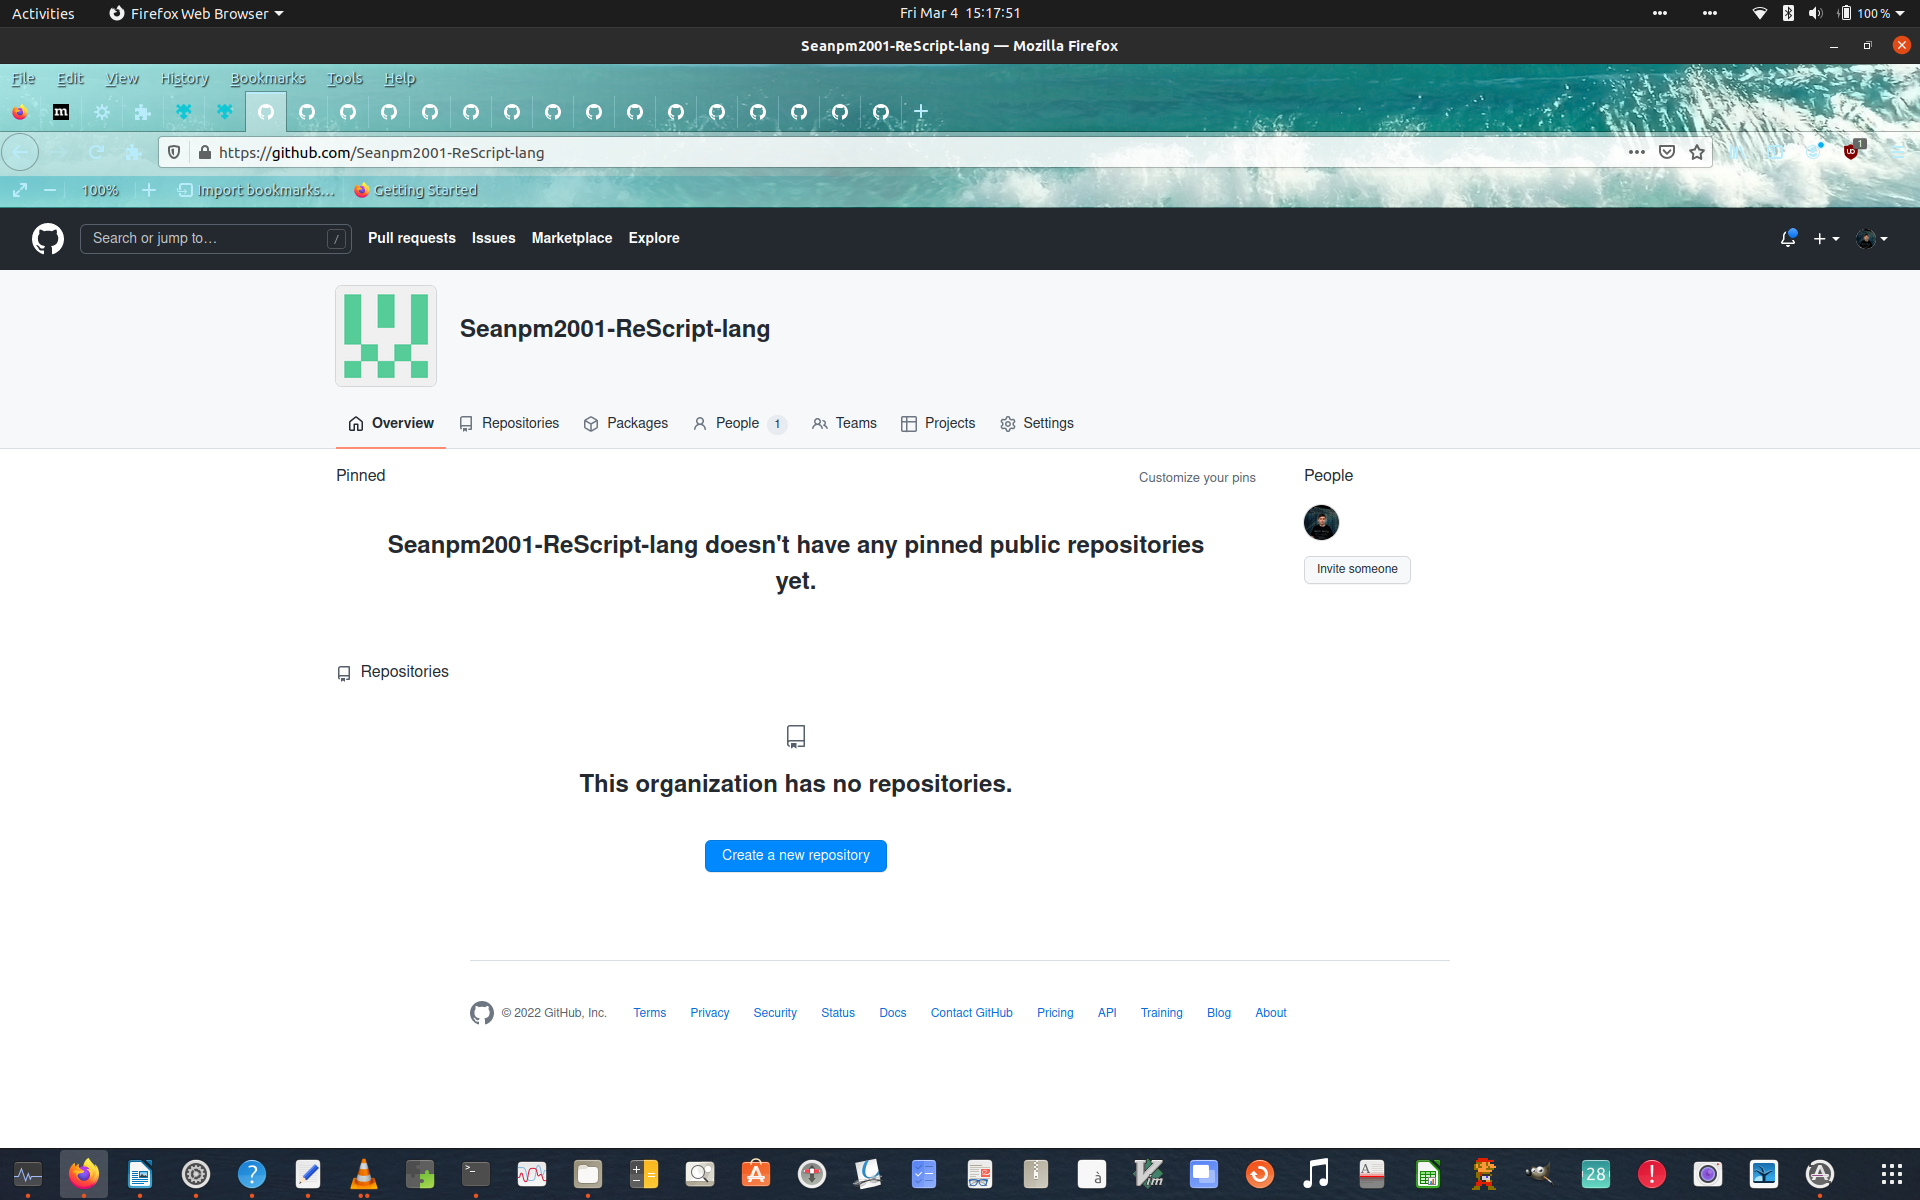 Activities
Firefox Web Browser
Fri Mar 4 15:17:51
100 %
Seanpm2001-ReScript-lang — Mozilla Firefox
File Edit View History Bookmarks Tools Help
m
https://github.com/Seanpm2001-ReScript-lang
1
100%
Import bookmarks...
Getting Started
Search or jump to... /
Pull requests Issues Marketplace Explore
Seanpm2001-ReScript-lang
Overview Repositories Packages People 1 Teams Projects Settings
Pinned
Customize your pins
People
Seanpm2001-ReScript-lang doesn't have any pinned public repositories
yet.
Invite someone
Repositories
This organization has no repositories.
Create a new repository
© 2022 GitHub, Inc. Terms Privacy Security Status Docs Contact GitHub Pricing API Training Blog About
à
Vim
A
28